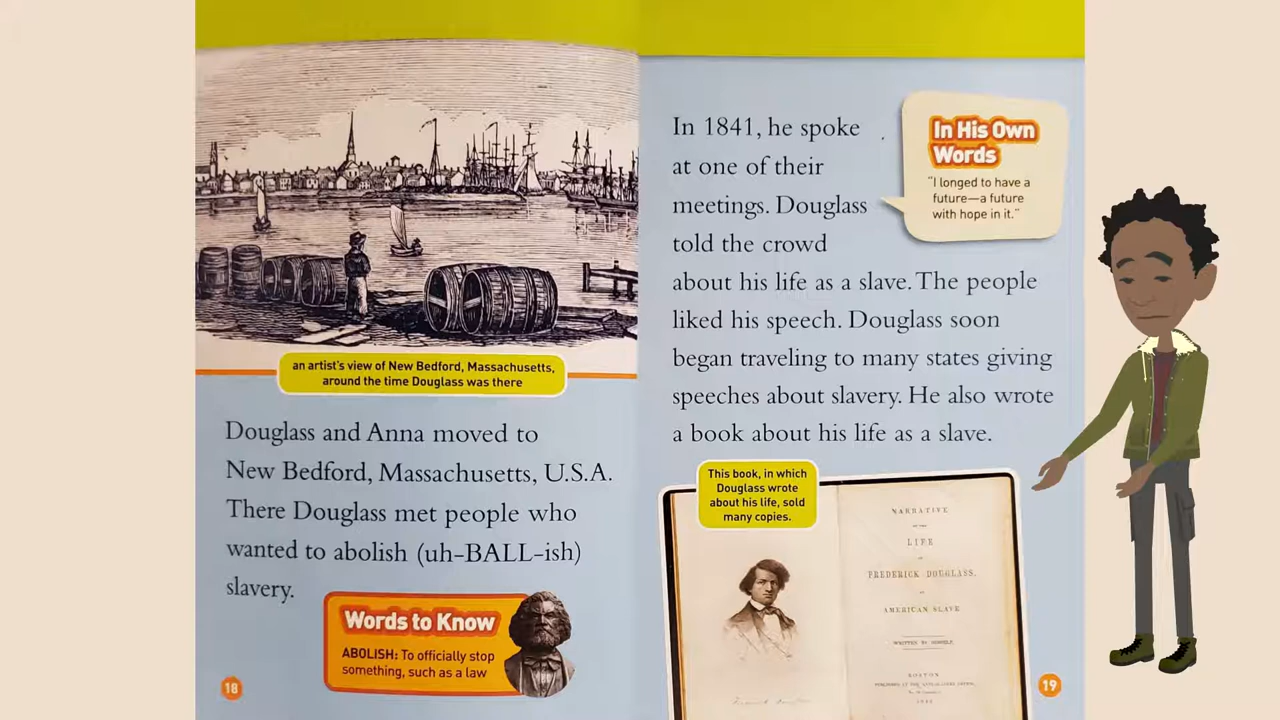 an artist's view of New Bedford, Massachusetts,
around the time Douglass was there
Douglass and Anna moved to
New Bedford, Massachusetts, U.S.A.
There Douglass met people who
wanted to abolish (uh-BALL-ish)
slavery.
Words to Know
ABOLISH: To officially stop
something, such as a law
18
In 1841, he spoke
at one of their
meetings. Douglass
told the crowd
about his life as a slave. The people
liked his speech. Douglass soon
began traveling to many states giving
speeches about slavery. He also wrote
a book about his life as a slave.
In His Own
Words
"I longed to have a
future—a future
with hope in it."
This book, in which
Douglass wrote
about his life, sold
many copies.
NARRATIVE
OF THE
LIFE
OF
FREDERICK DOUGLASS,
AN
AMERICAN SLAVE
WRITTEN BY HIMSELF.
BOSTON
19